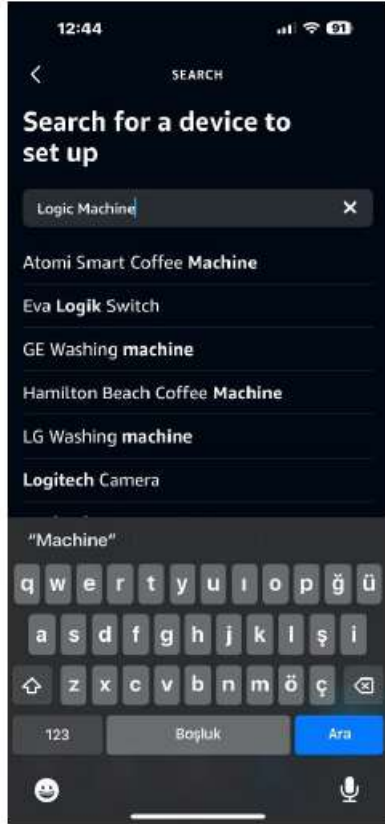 12:44 91
SEARCH
Search for a device to
set up
Logic Machine
Atomi Smart Coffee Machine
Eva Logik Switch
GE Washing machine
Hamilton Beach Coffee Machine
LG Washing machine
Logitech Camera
“Machine“
q w e r t y u ı o p ğ ü
a s d f g h j k l ş i
z x c v b n m ö ç
123 Boşluk Ara